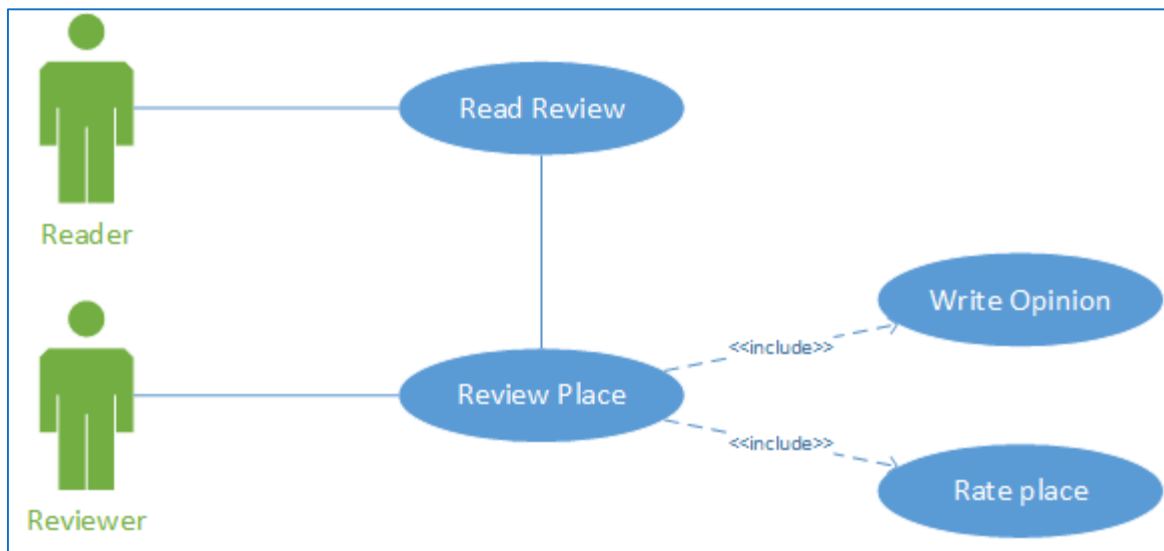 Read Review
Reader
Write Opinion
<<include>>
Review Place
<<include>>
Rate place
Reviewer